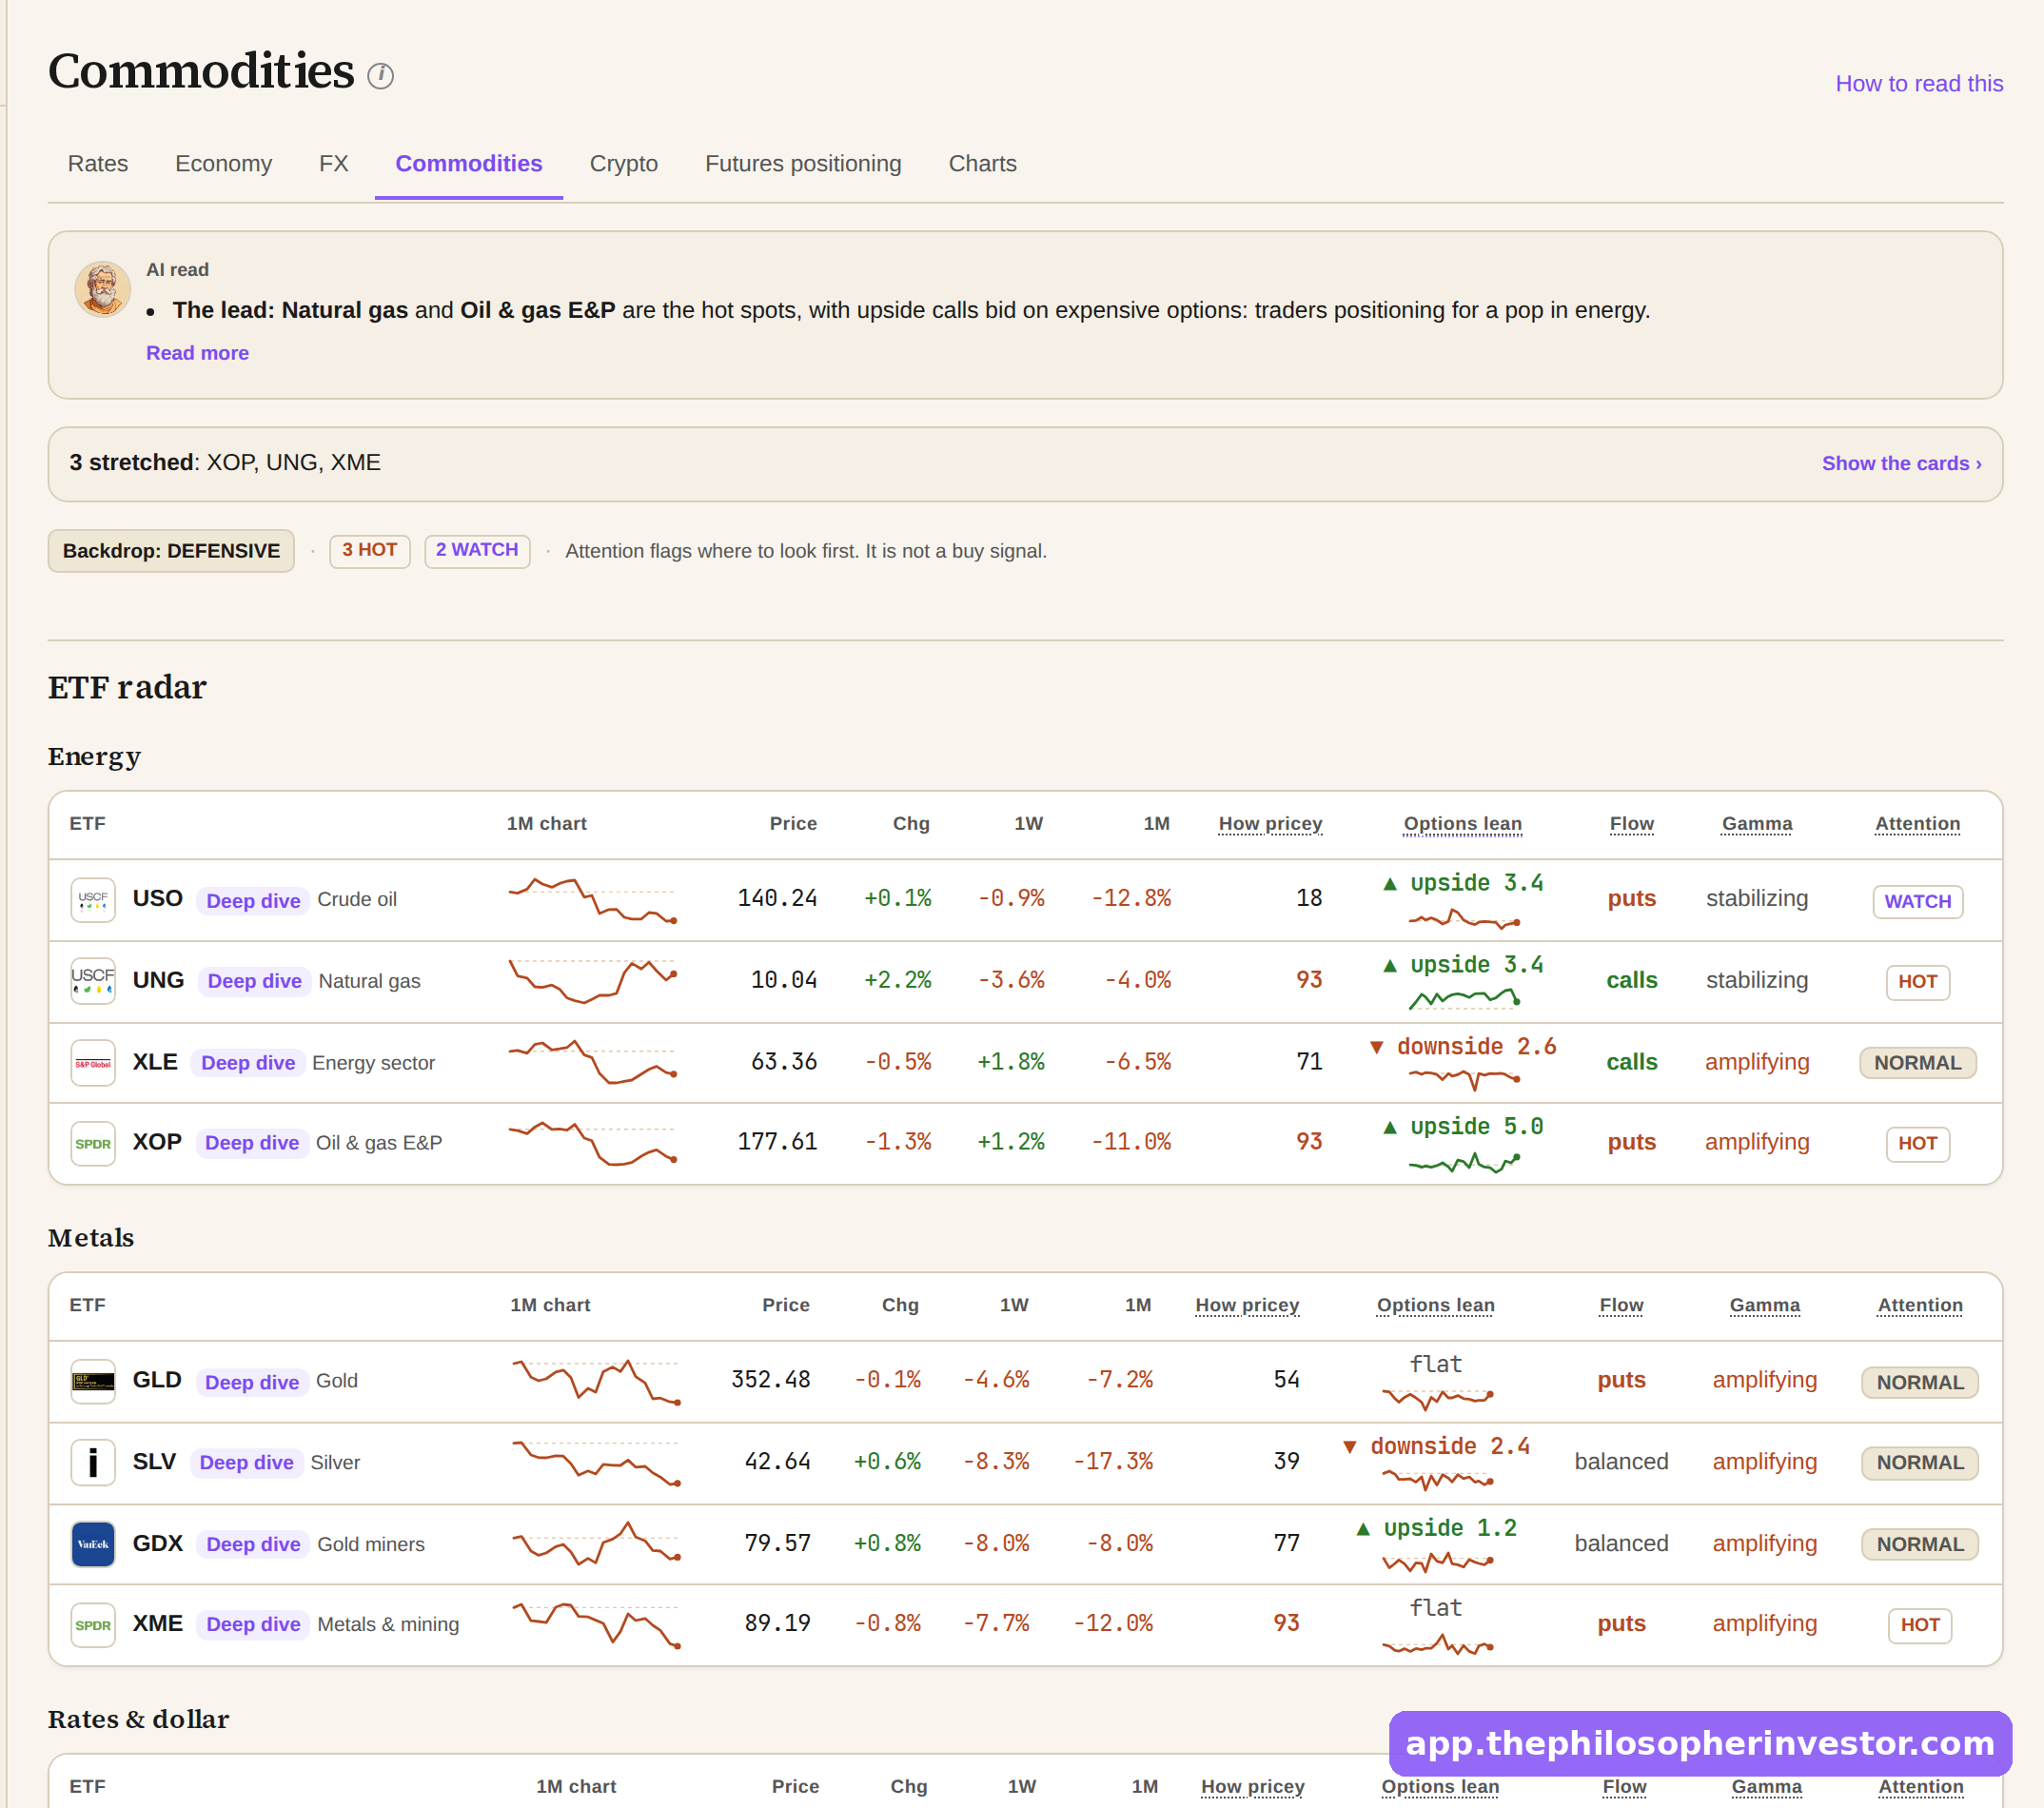 Commodities i
How to read this
Rates Economy FX Commodities Crypto Futures positioning Charts
AI read
• The lead: Natural gas and Oil & gas E&P are the hot spots, with upside calls bid on expensive options: traders positioning for a pop in energy.
Read more
3 stretched: XOP, UNG, XME Show the cards ›
Backdrop: DEFENSIVE · 3 HOT 2 WATCH · Attention flags where to look first. It is not a buy signal.
ETF radar
Energy
ETF 1M chart Price Chg 1W 1M How pricey Options lean Flow Gamma Attention
USCF USO Deep dive Crude oil 140.24 +0.1% -0.9% -12.8% 18 ▲ upside 3.4 puts stabilizing WATCH
USCF UNG Deep dive Natural gas 10.04 +2.2% -3.6% -4.0% 93 ▲ upside 3.4 calls stabilizing HOT
S&P Global XLE Deep dive Energy sector 63.36 -0.5% +1.8% -6.5% 71 ▼ downside 2.6 calls amplifying NORMAL
SPDR XOP Deep dive Oil & gas E&P 177.61 -1.3% +1.2% -11.0% 93 ▲ upside 5.0 puts amplifying HOT
Metals
ETF 1M chart Price Chg 1W 1M How pricey Options lean Flow Gamma Attention
GLD GLD Deep dive Gold 352.48 -0.1% -4.6% -7.2% 54 flat puts amplifying NORMAL
i SLV Deep dive Silver 42.64 +0.6% -8.3% -17.3% 39 ▼ downside 2.4 balanced amplifying NORMAL
VanEck GDX Deep dive Gold miners 79.57 +0.8% -8.0% -8.0% 77 ▲ upside 1.2 balanced amplifying NORMAL
SPDR XME Deep dive Metals & mining 89.19 -0.8% -7.7% -12.0% 93 flat puts amplifying HOT
Rates & dollar
app.thephilosopherinvestor.com
ETF 1M chart Price Chg 1W 1M How pricey Options lean Flow Gamma Attention